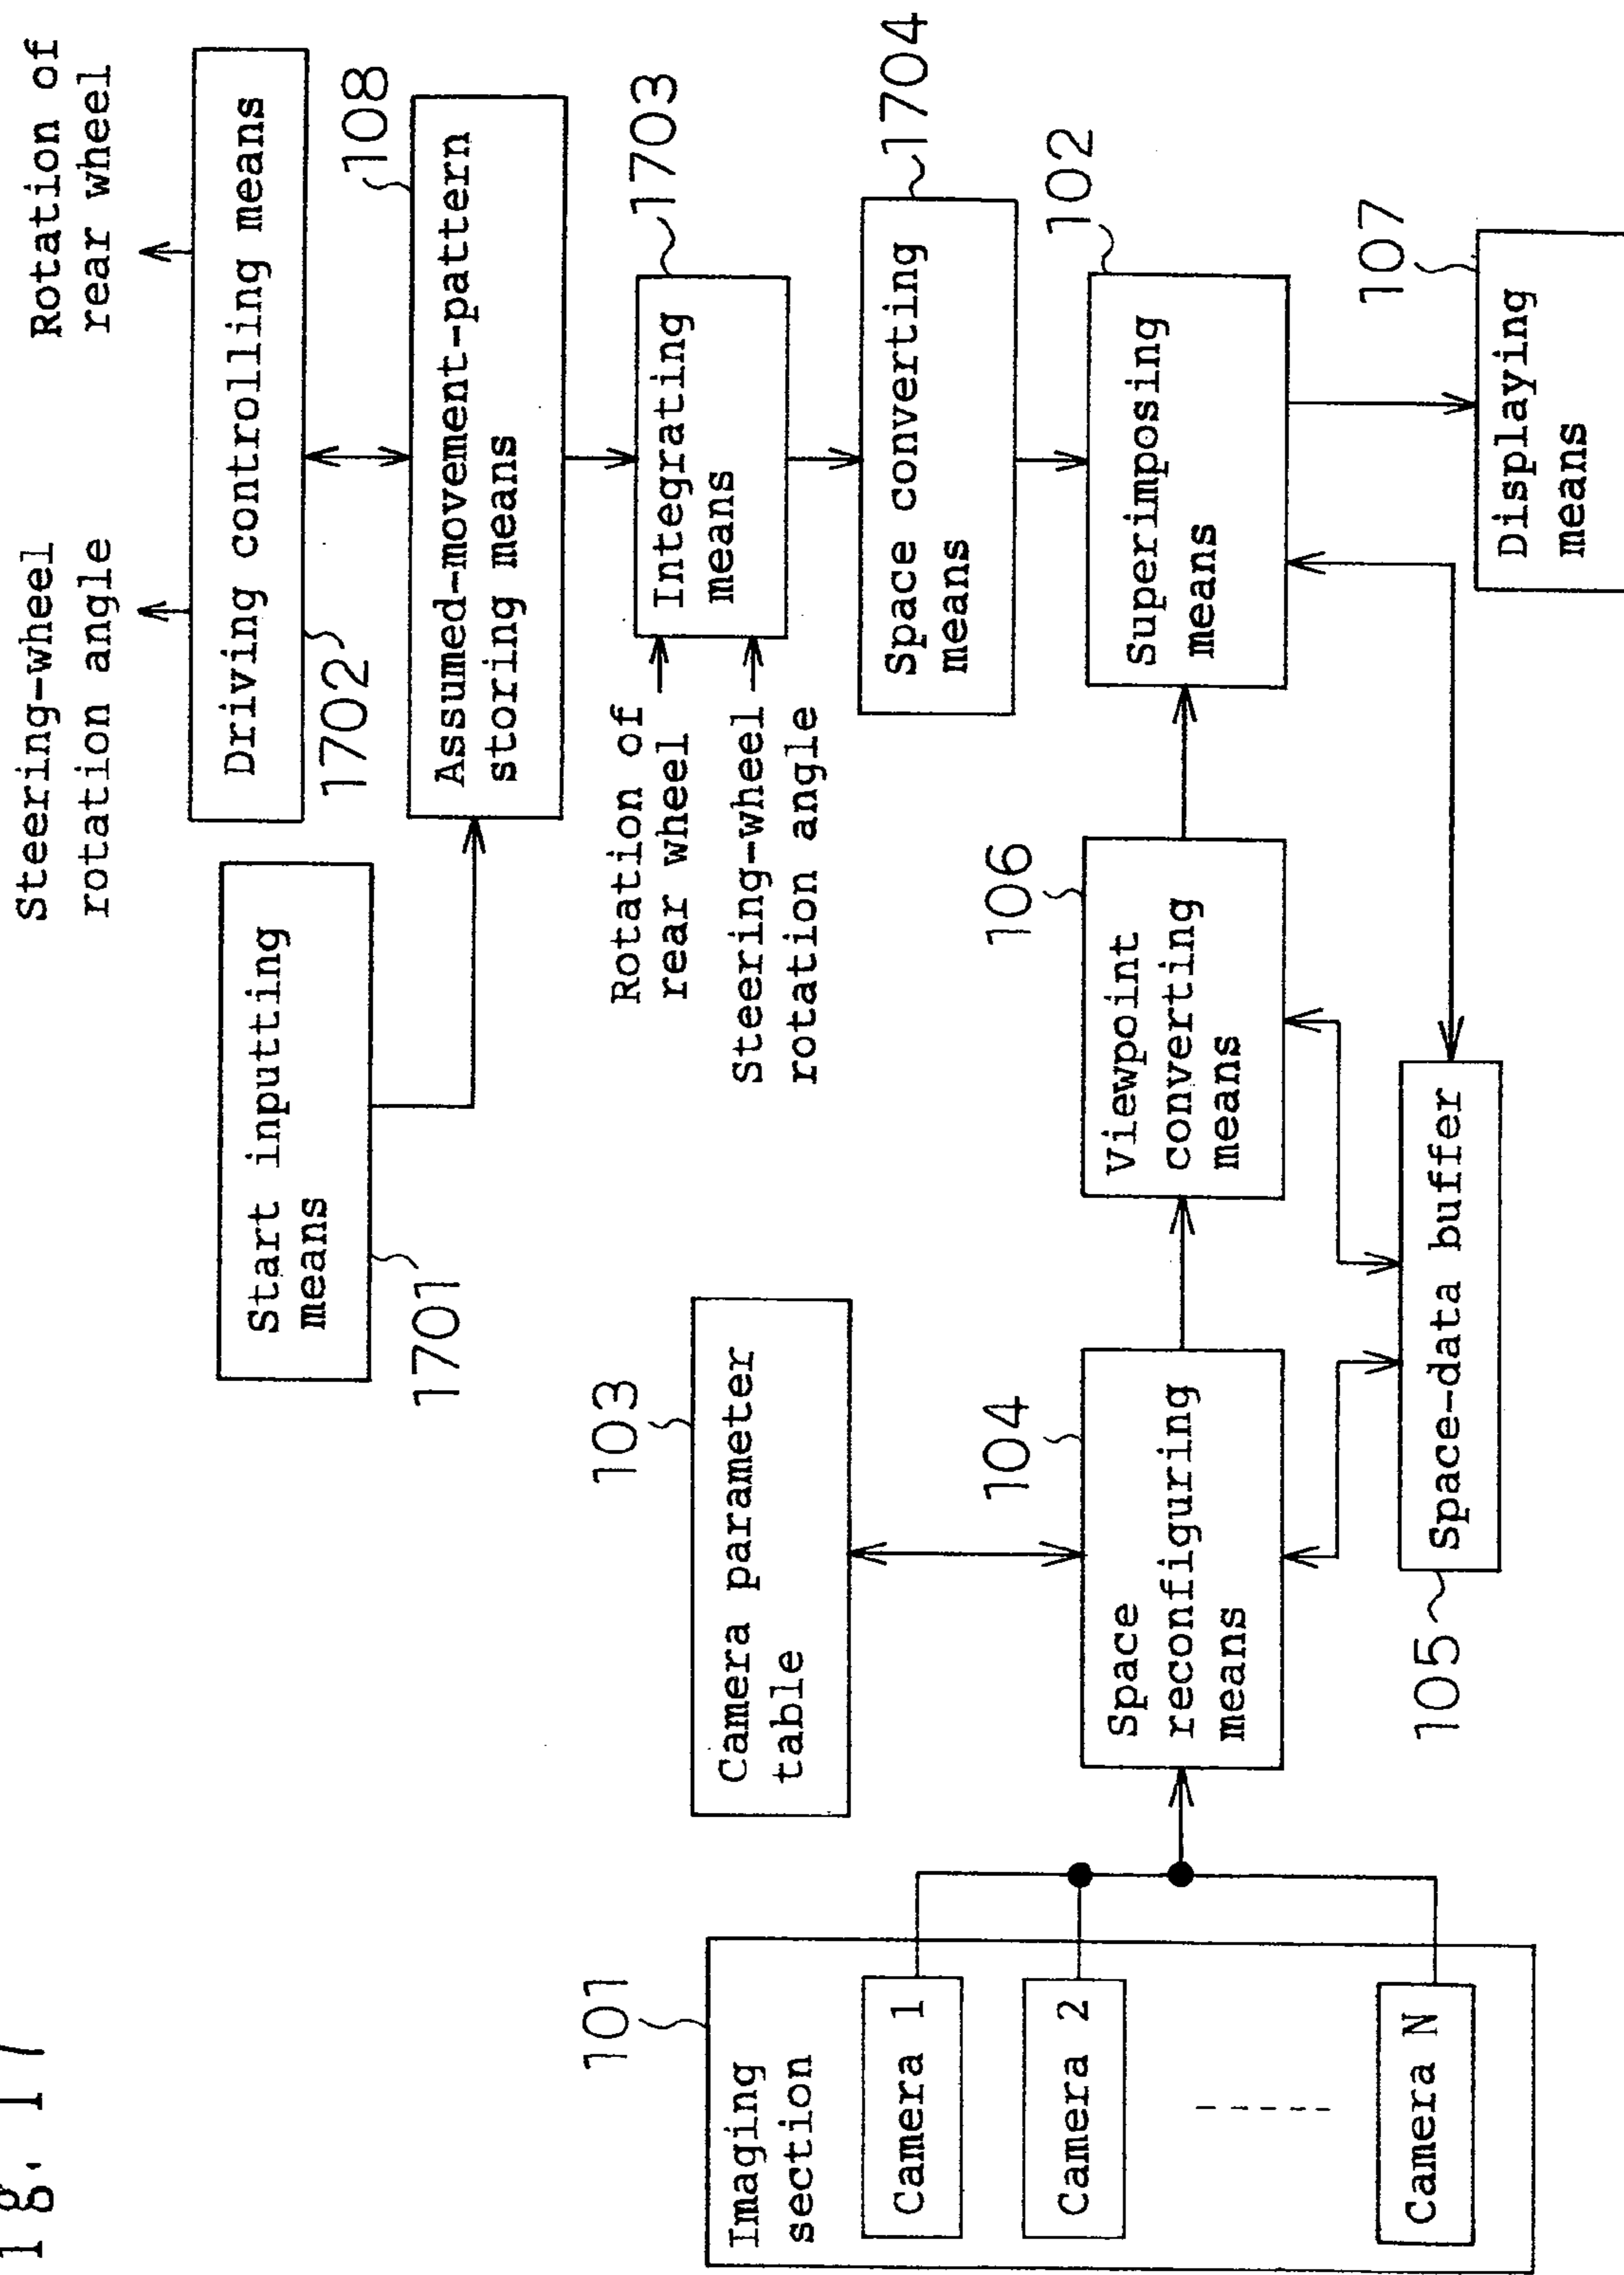 ig. 17
Steering-wheel
rotation angle
Rotation of
rear wheel
Driving controlling means
1702
Start inputting
means
1701
108
Assumed-movement-pattern
storing means
Rotation of
rear wheel
Steering-wheel
rotation angle
Integrating
means
1703
Space converting
means
1704
103
Camera parameter
table
101
Imaging
section
Camera 1
Camera 2
Camera N
104
Space
reconfiguring
means
106
Viewpoint
converting
means
102
Superimposing
means
105
Space-data buffer
107
Displaying
means